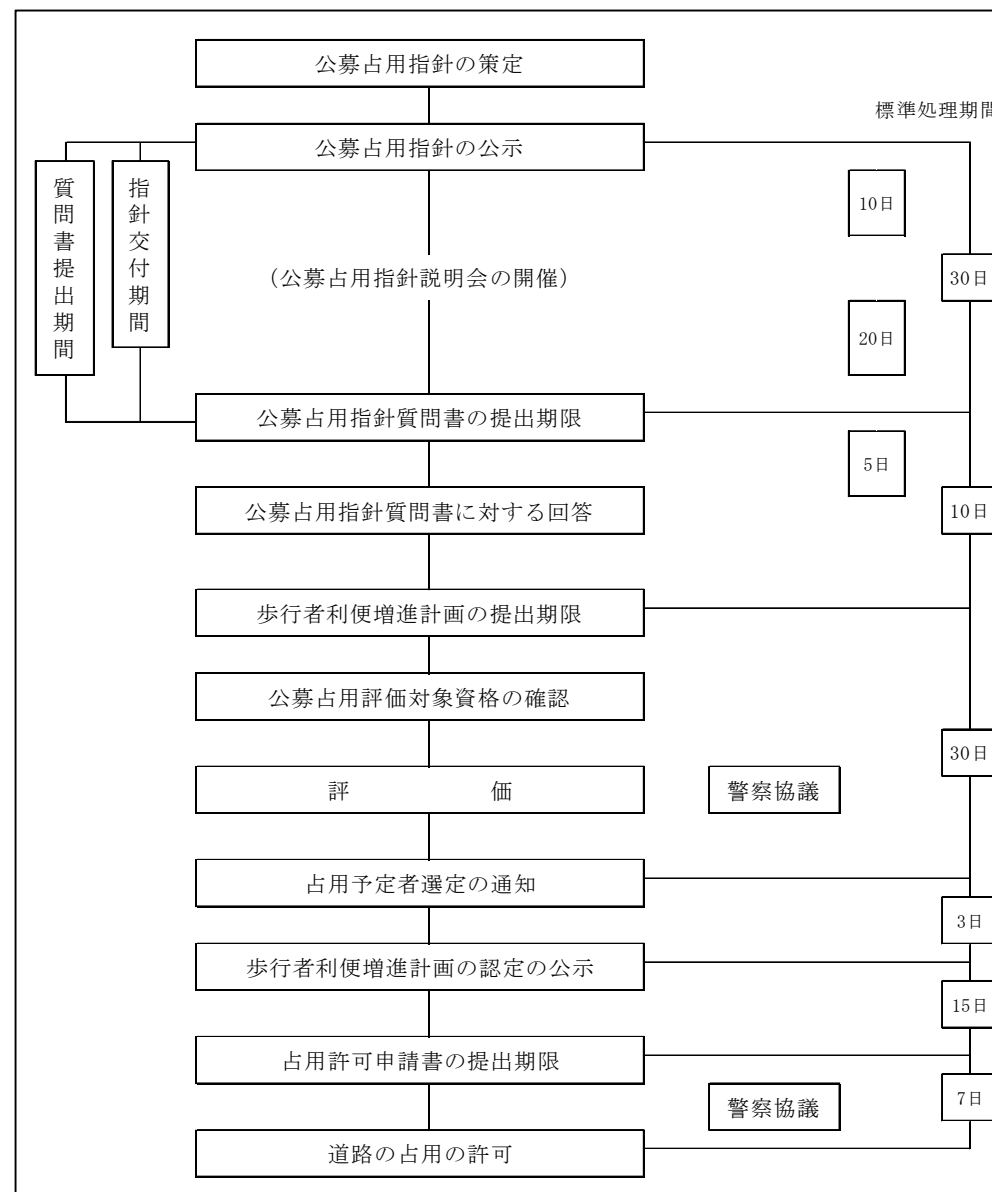 公募占用指針の策定
標準処理期間
公募占用指針の公示
質問書提出期間
指針交付期間
10日
(公募占用指針説明会の開催)
30日
20日
公募占用指針質問書の提出期限
5日
公募占用指針質問書に対する回答
10日
歩行者利便増進計画の提出期限
公募占用評価対象資格の確認
30日
評 価
警察協議
占用予定者選定の通知
3日
歩行者利便増進計画の認定の公示
15日
占用許可申請書の提出期限
7日
警察協議
道路の占用の許可